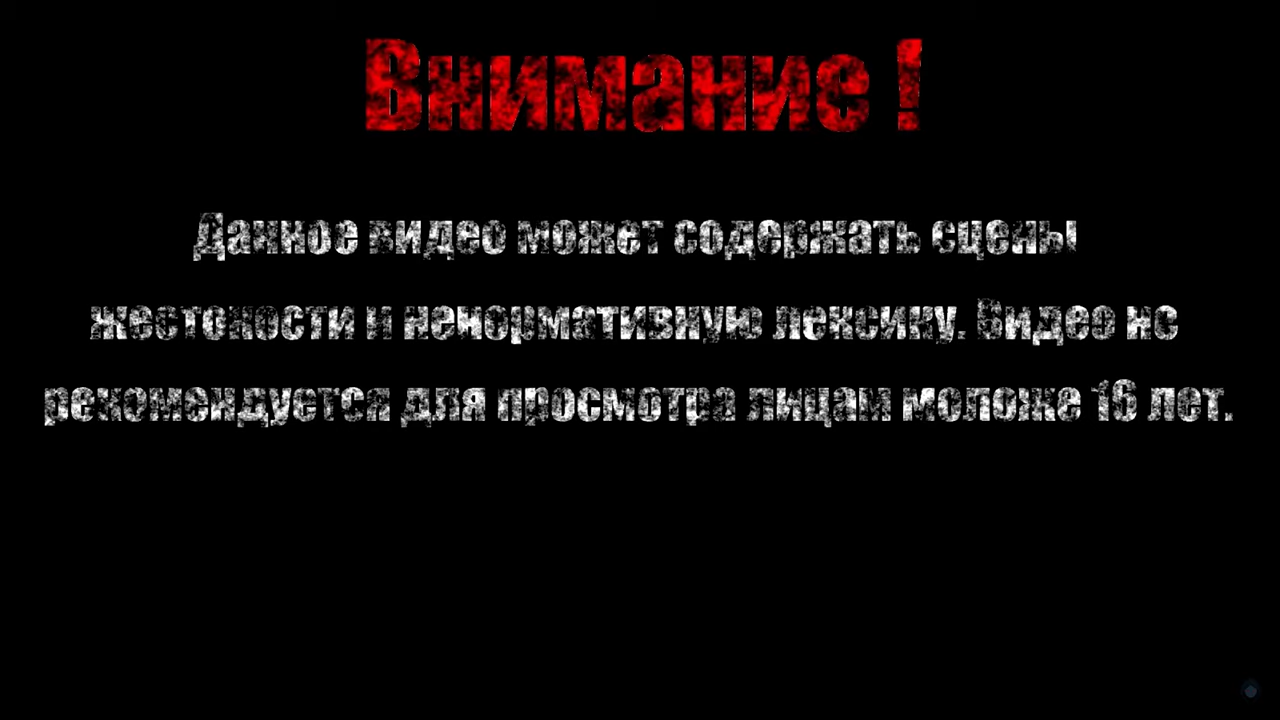 Внимание !
Данное видео может содержать сцены
жестокости и ненормативную лексику. Видео не
рекомендуется для просмотра лицам моложе 16 лет.